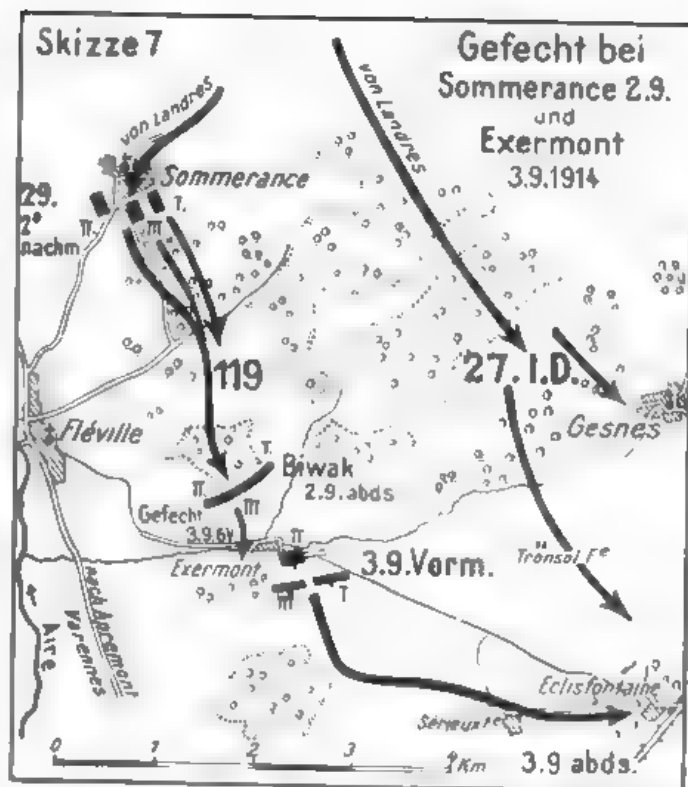 Skizze 7
Gefecht bei
Sommerance 2.9.
und
Exermont
3.9.1914
von Landres
von Landres
Sommerance
29.
2°
nachm
II.
III
I.
119
27. I.D.
Gesnes
Fléville
I.
Biwak
II
2.9. abds.
III
Gefecht
3.9.6V
II
Exermont
3.9. Vorm.
III
I
Tronsol Fe
nach Apremont
Varennes
Aire
Eclisfontaine
Sérieux Fe
0 1 2 3 4 Km
3.9 abds.